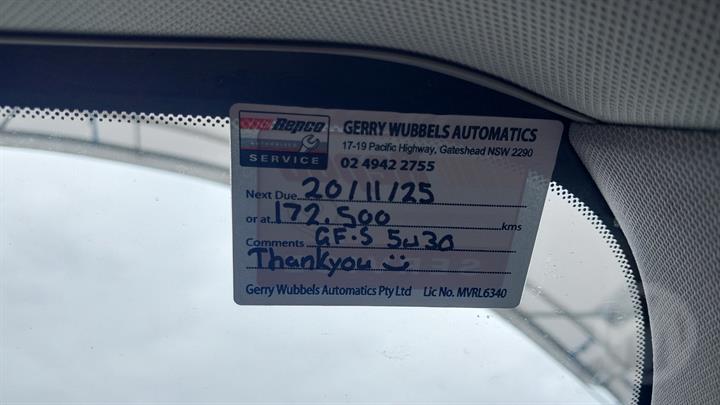 Repco
AUTHORISED
SERVICE
GERRY WUBBELS AUTOMATICS
17-19 Pacific Highway, Gateshead NSW 2290
02 4942 2755
Next Due 20/11/25
or at 172.500 kms
Comments GF-S 5W30
Thankyou
Gerry Wubbels Automatics Pty Ltd Lic No. MVRL6340